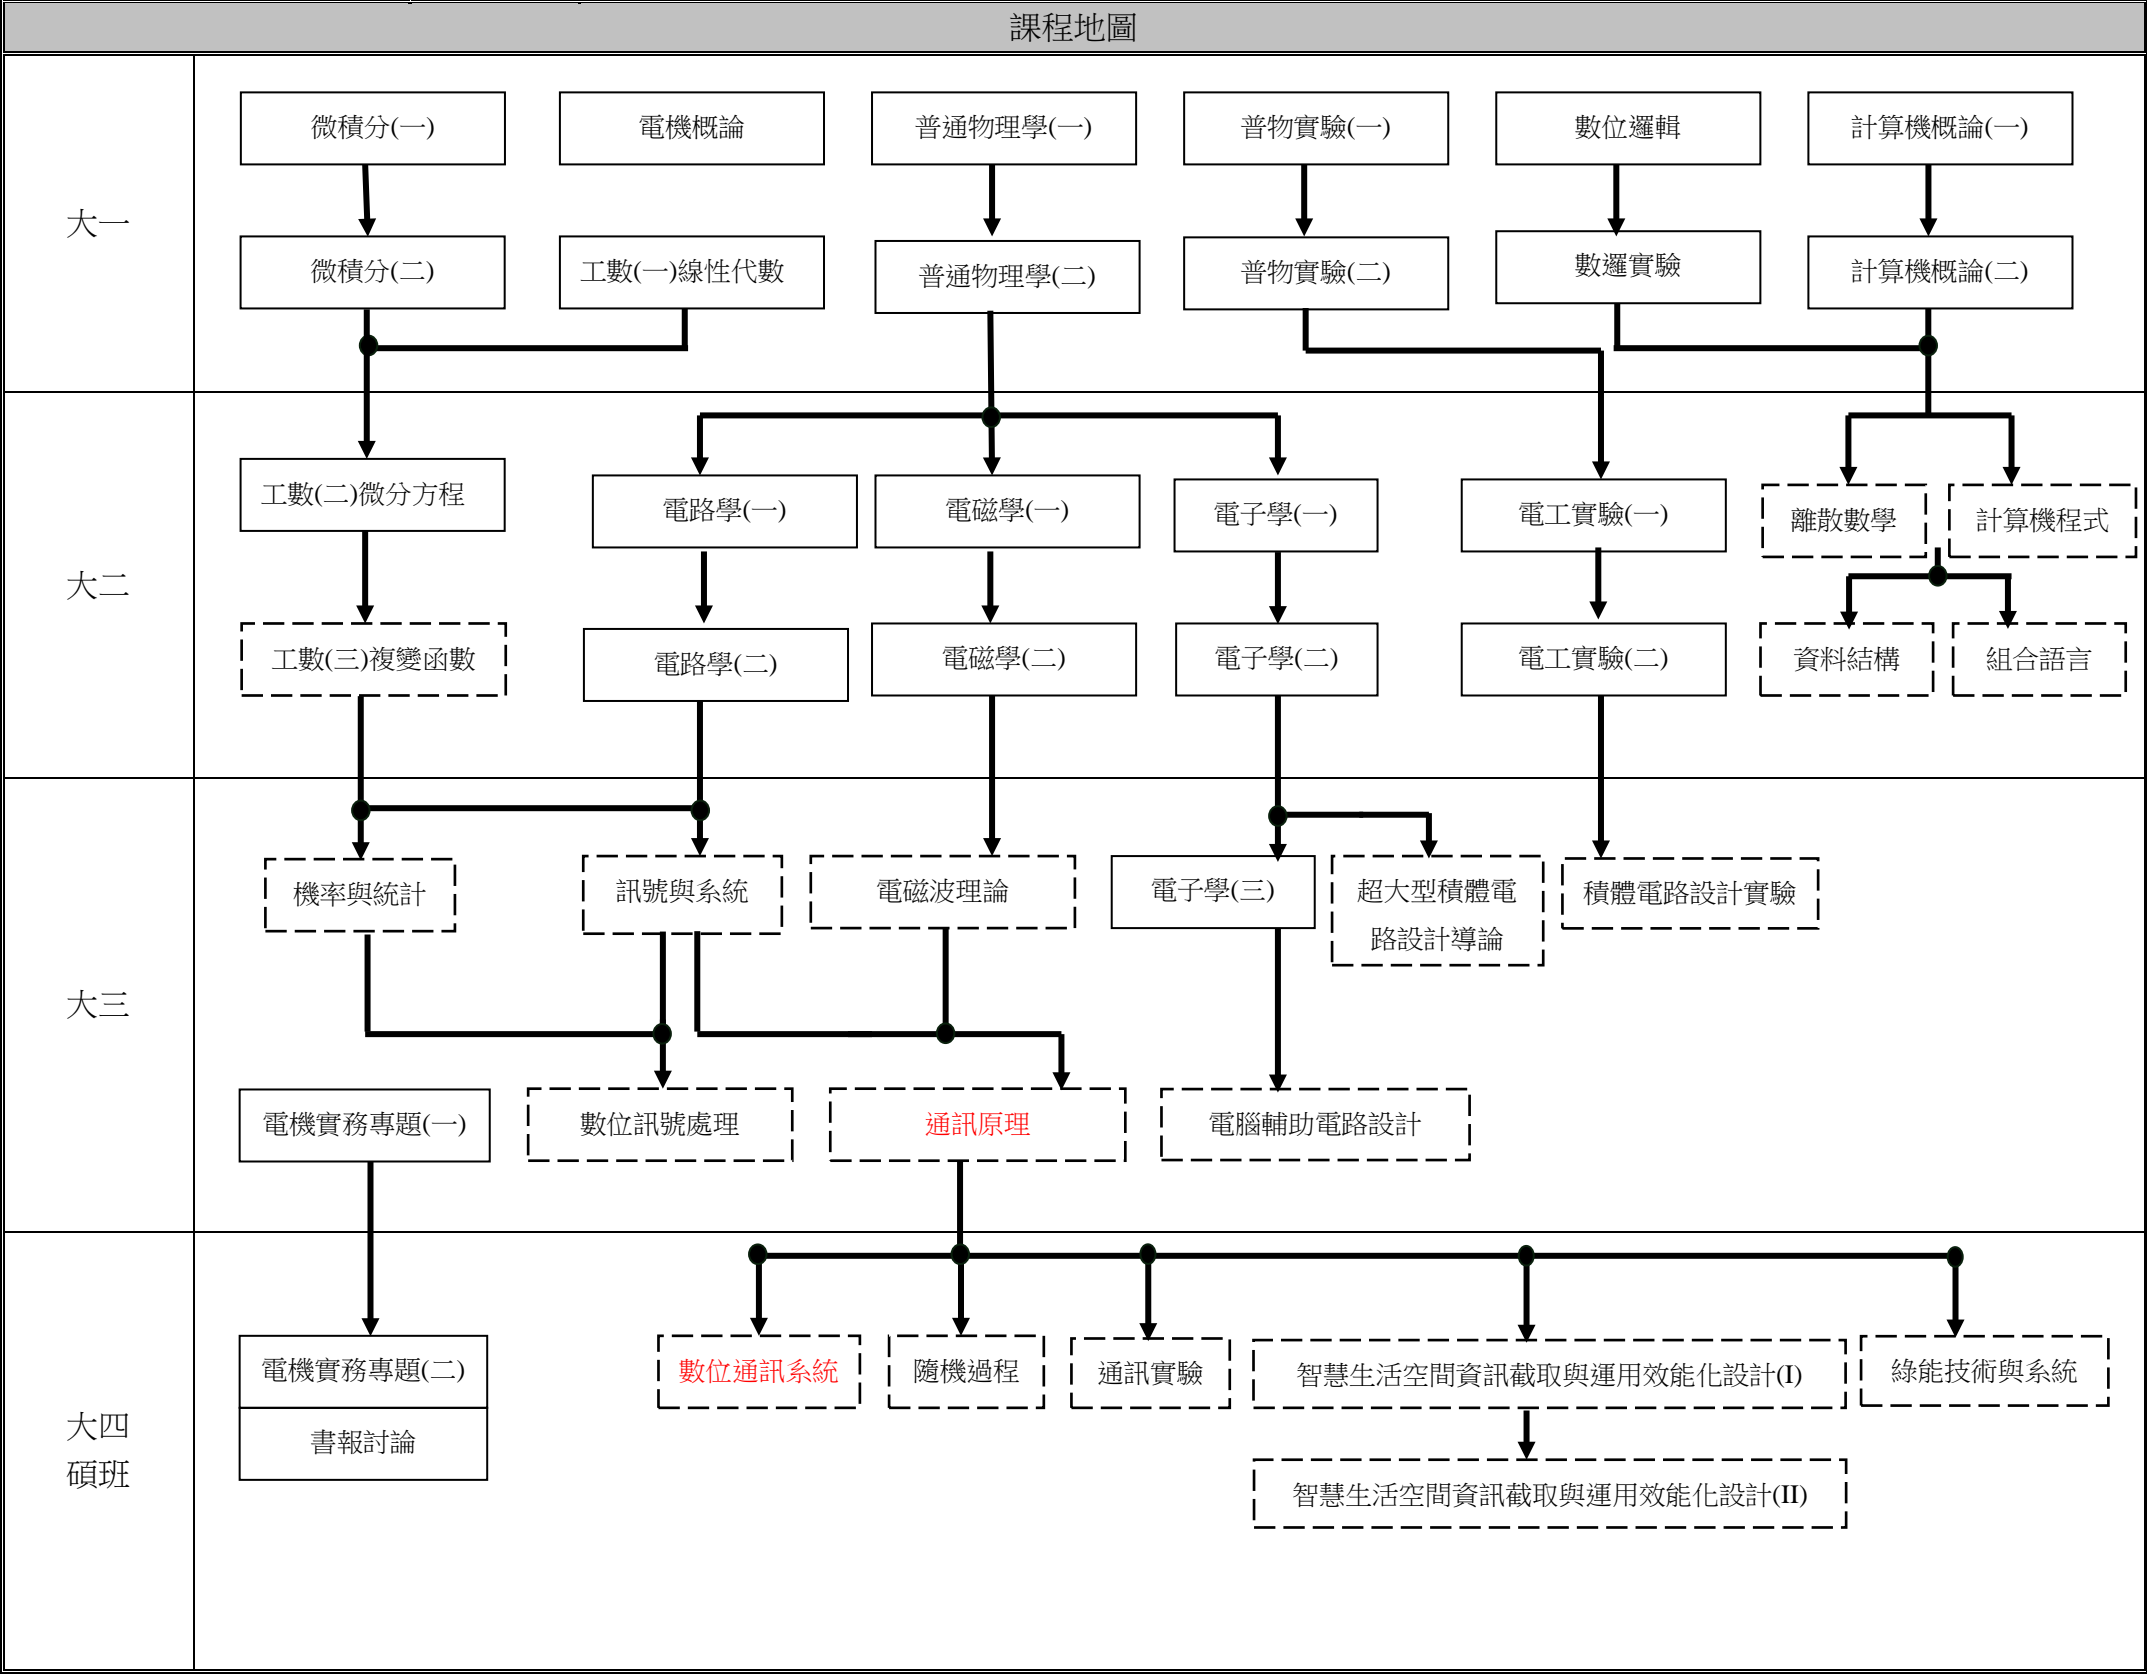 課程地圖
大一
微積分(一)
電機概論
普通物理學(一)
普物實驗(一)
數位邏輯
計算機概論(一)
微積分(二)
工數(一)線性代數
普通物理學(二)
普物實驗(二)
數邏實驗
計算機概論(二)
大二
工數(二)微分方程
電路學(一)
電磁學(一)
電子學(一)
電工實驗(一)
離散數學
計算機程式
工數(三)複變函數
電路學(二)
電磁學(二)
電子學(二)
電工實驗(二)
資料結構
組合語言
大三
機率與統計
訊號與系統
電磁波理論
電子學(三)
超大型積體電
路設計導論
積體電路設計實驗
電機實務專題(一)
數位訊號處理
通訊原理
電腦輔助電路設計
大四
碩班
電機實務專題(二)
書報討論
數位通訊系統
隨機過程
通訊實驗
智慧生活空間資訊截取與運用效能化設計(I)
綠能技術與系統
智慧生活空間資訊截取與運用效能化設計(II)